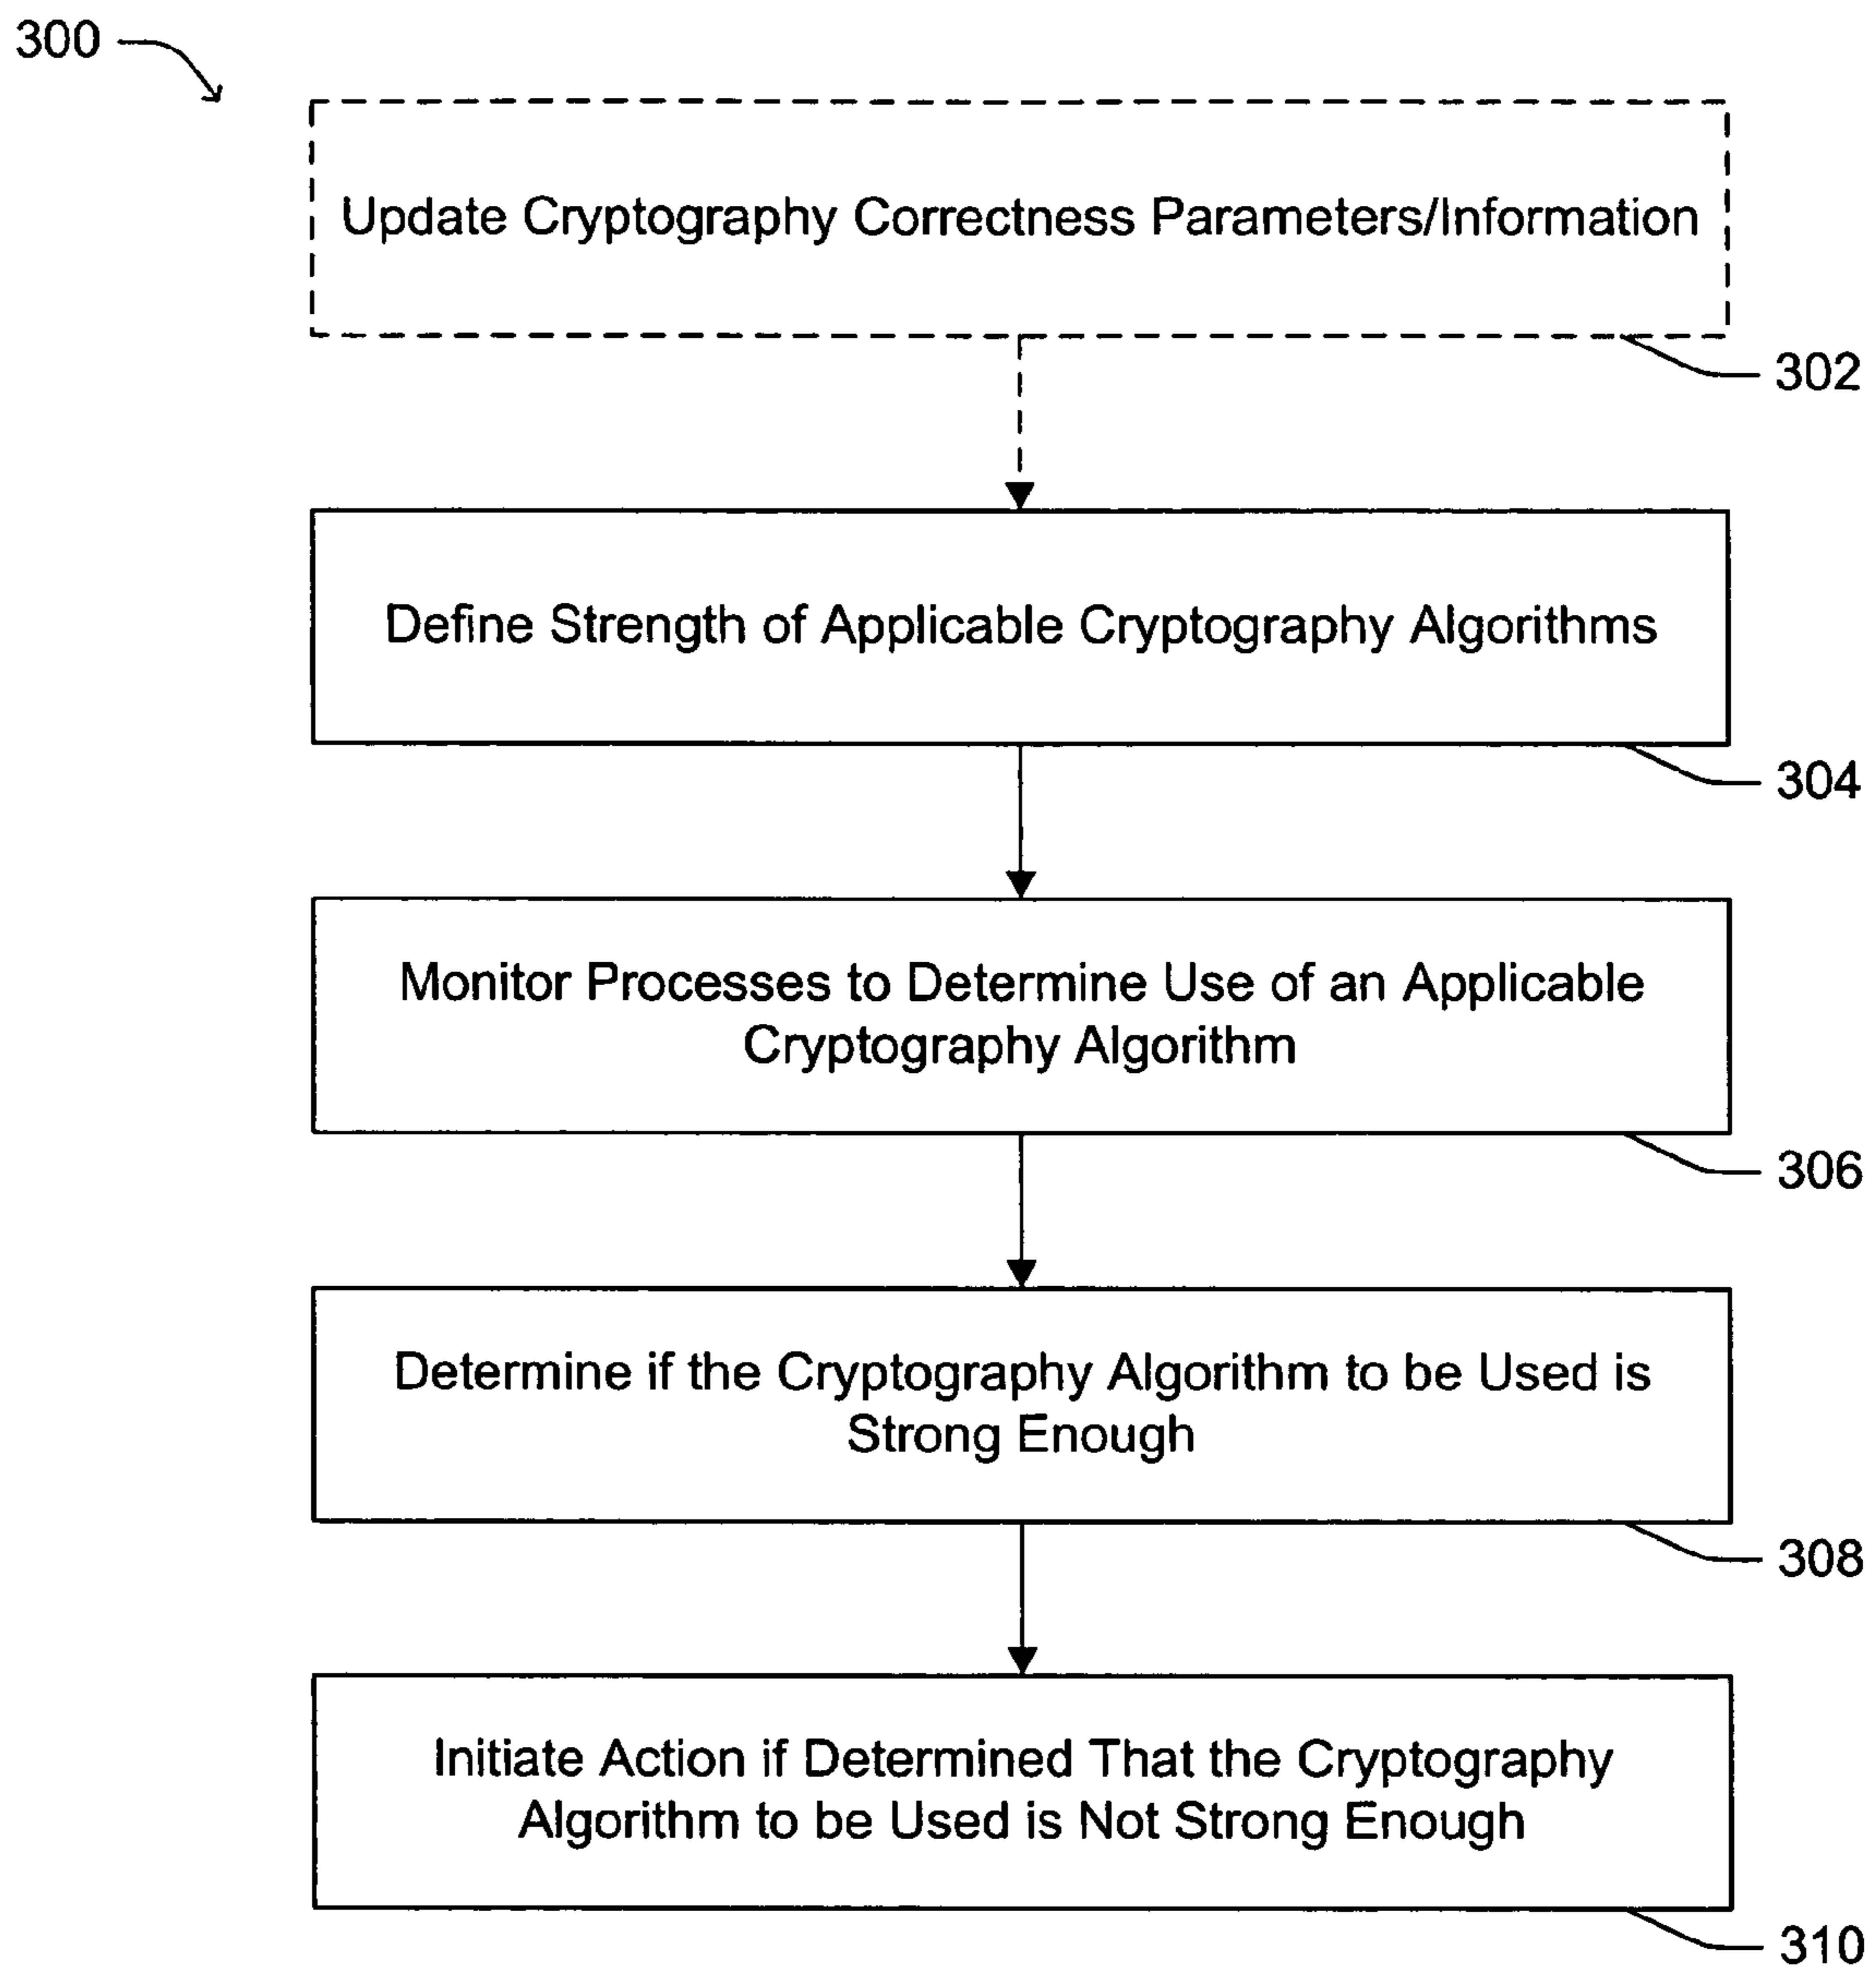 300
Update Cryptography Correctness Parameters/Information
302
Define Strength of Applicable Cryptography Algorithms
304
Monitor Processes to Determine Use of an Applicable
Cryptography Algorithm
306
Determine if the Cryptography Algorithm to be Used is
Strong Enough
308
Initiate Action if Determined That the Cryptography
Algorithm to be Used is Not Strong Enough
310